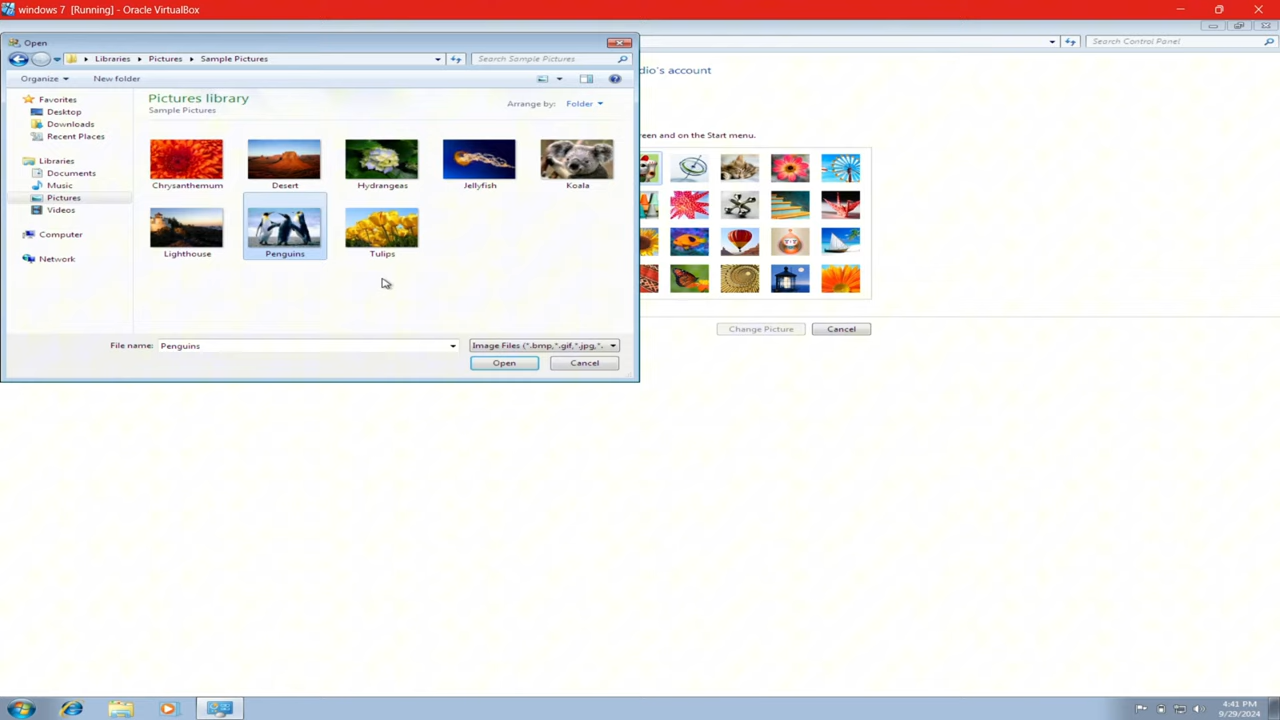 windows 7 [Running] - Oracle VirtualBox
Open
Libraries Pictures Sample Pictures
Search Sample Pictures
Search Control Panel
Organize
New folder
dio's account
Favorites
Desktop
Downloads
Recent Places
Libraries
Documents
Music
Pictures
Videos
Computer
Network
Pictures library
Sample Pictures
Arrange by: Folder
een and on the Start menu.
Chrysanthemum
Desert
Hydrangeas
Jellyfish
Koala
Lighthouse
Penguins
Tulips
File name: Penguins
Image Files (*.bmp,*.gif,*.jpg,*.
Open
Cancel
Change Picture
Cancel
4:41 PM
9/29/2024